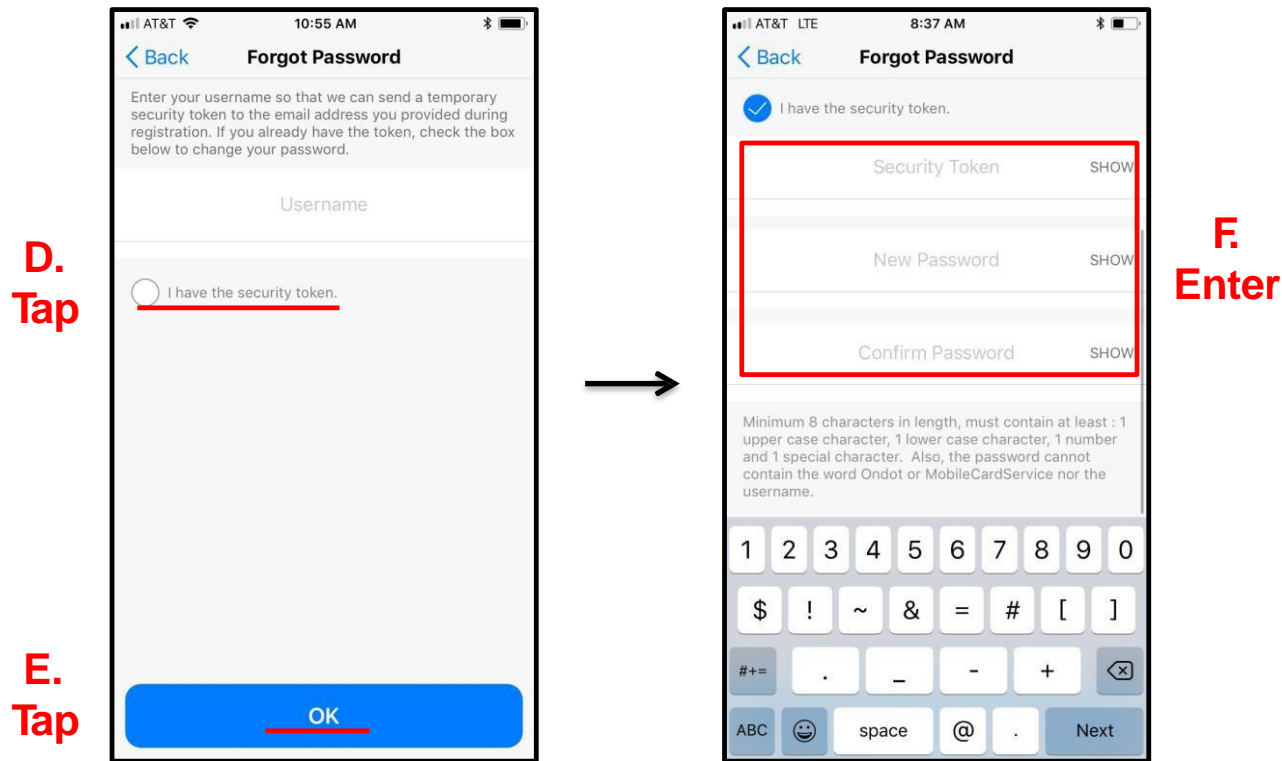 AT&T 10:55 AM
Back Forgot Password
Enter your username so that we can send a temporary
security token to the email address you provided during
registration. If you already have the token, check the box
below to change your password.
Username
D.
Tap
I have the security token.
E.
Tap
OK
AT&T LTE 8:37 AM
Back Forgot Password
I have the security token.
Security Token SHOW
New Password SHOW
Confirm Password SHOW
F.
Enter
Minimum 8 characters in length, must contain at least : 1
upper case character, 1 lower case character, 1 number
and 1 special character. Also, the password cannot
contain the word Ondot or MobileCardService nor the
username.
1 2 3 4 5 6 7 8 9 0
$ ! ~ & = # [ ]
#+= . _ - +
ABC space @ . Next